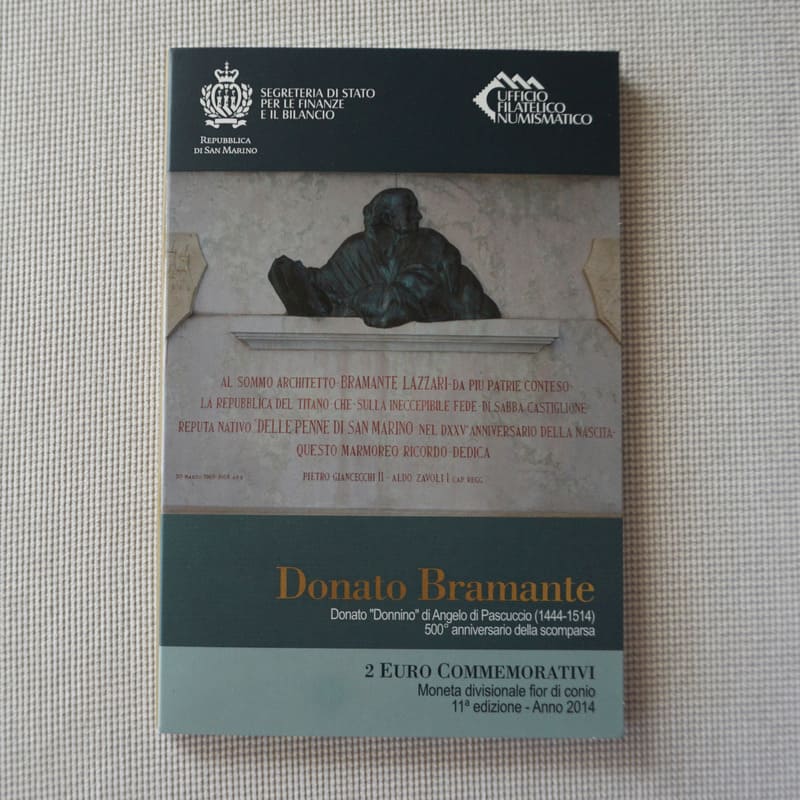 SEGRETERIA DI STATO
PER LE FINANZE
E IL BILANCIO
REPUBBLICA
DI SAN MARINO
UFFICIO
FILATELICO
NUMISMATICO
AL SOMMO ARCHITETTO·BRAMANTE LAZZARI·DA PIU PATRIE CONTESO
LA REPUBBLICA DEL TITANO·CHE·SULLA INECCEPIBILE FEDE·DI SABBA CASTIGLIONE
REPUTA NATIVO DELLE PENNE DI SAN MARINO NEL DXXV ANNIVERSARIO DELLA NASCITA·
QUESTO MARMOREO RICORDO DEDICA
PIETRO GIANCECCHI II - ALDO ZAVOLI I CAP. REGG.
Donato Bramante
Donato "Donnino" di Angelo di Pascuccio (1444-1514)
500° anniversario della scomparsa
2 EURO COMMEMORATIVI
Moneta divisionale fior di conio
11ª edizione - Anno 2014